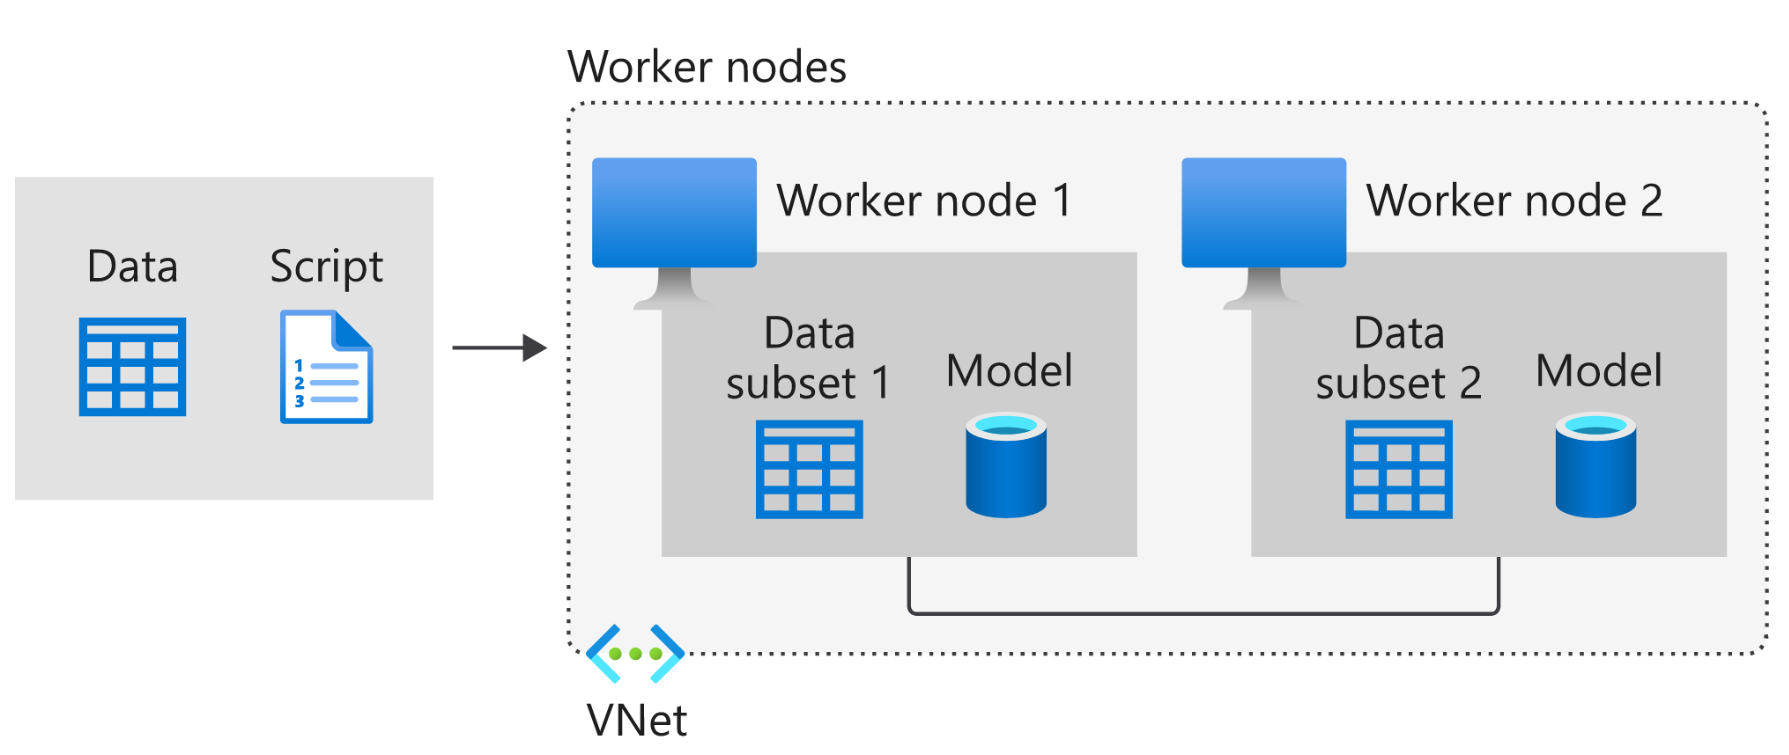 Worker nodes
Worker node 1
Worker node 2
Data
Script
1
2
3
Data
subset 1
Model
Data
subset 2
Model
VNet